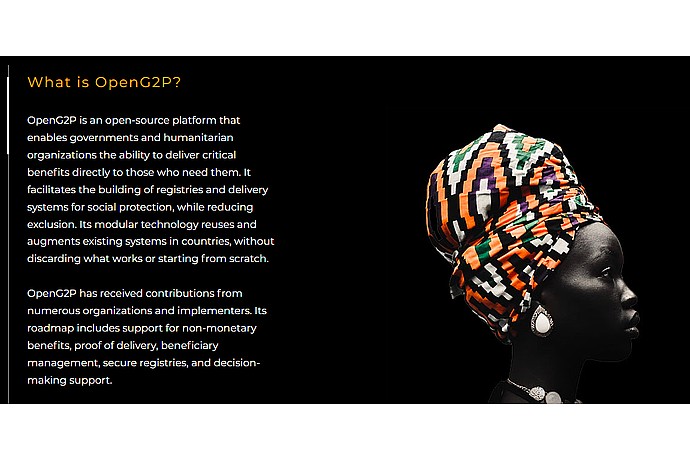 What is OpenG2P?
OpenG2P is an open-source platform that
enables governments and humanitarian
organizations the ability to deliver critical
benefits directly to those who need them. It
facilitates the building of registries and delivery
systems for social protection, while reducing
exclusion. Its modular technology reuses and
augments existing systems in countries, without
discarding what works or starting from scratch.
OpenG2P has received contributions from
numerous organizations and implementers. Its
roadmap includes support for non-monetary
benefits, proof of delivery, beneficiary
management, secure registries, and decision-
making support.